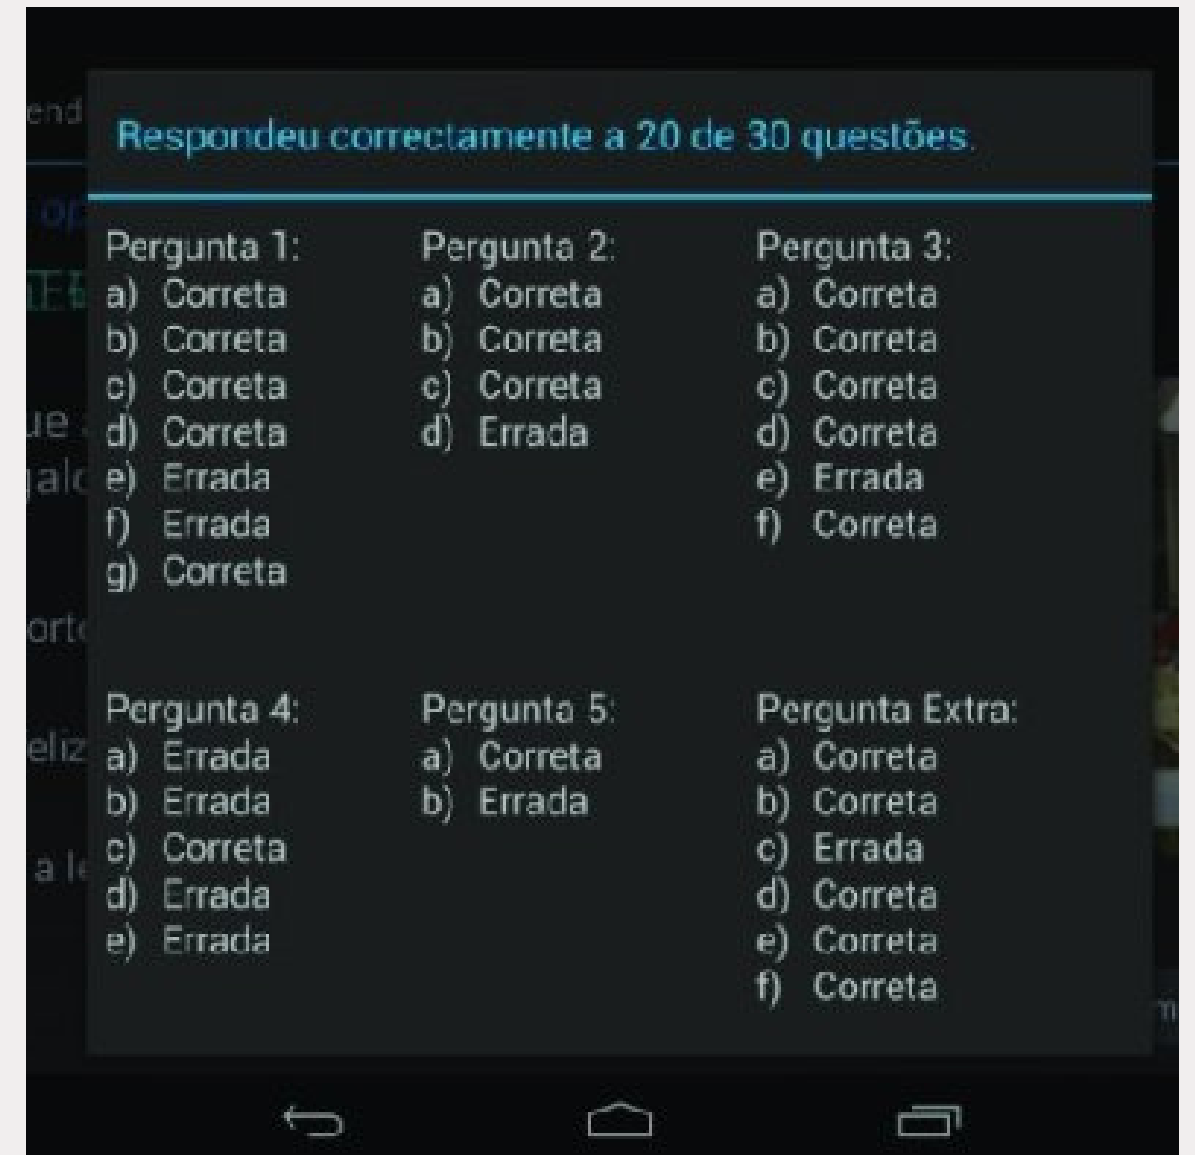 Respondeu correctamente a 20 de 30 questões.
Pergunta 1:
a) Correta
b) Correta
c) Correta
d) Correta
e) Errada
f) Errada
g) Correta
Pergunta 2:
a) Correta
b) Correta
c) Correta
d) Errada
Pergunta 3:
a) Correta
b) Correta
c) Correta
d) Correta
e) Errada
f) Correta
Pergunta 4:
a) Errada
b) Errada
c) Correta
d) Errada
e) Errada
Pergunta 5:
a) Correta
b) Errada
Pergunta Extra:
a) Correta
b) Correta
c) Errada
d) Correta
e) Correta
f) Correta